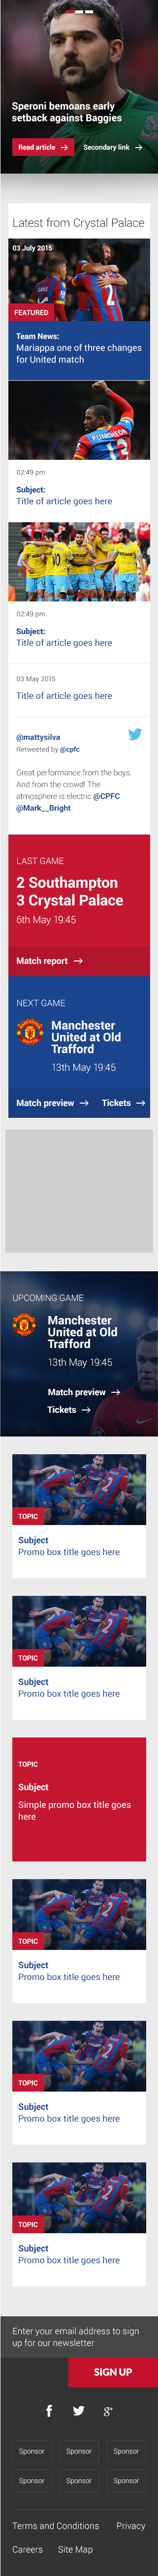 Speroni bemoans early
setback against Baggies
Read article
Secondary link
Latest from Crystal Palace
03 July 2015
FEATURED
Team News:
Mariappa one of three changes
for United match
PUNCHEON
02:49 pm
Subject:
Title of article goes here
02:49 pm
Subject:
Title of article goes here
03 May 2015
Title of article goes here
@mattysilva
Retweeted by @cpfc
Great performance from the boys.
And from the crowd! The
atmosphere is electric @CPFC
@Mark__Bright
LAST GAME
2 Southampton
3 Crystal Palace
6th May 19:45
Match report
NEXT GAME
Manchester
United at Old
Trafford
13th May 19:45
Match preview
Tickets
UPCOMING GAME
Manchester
United at Old
Trafford
13th May 19:45
Match preview
Tickets
TOPIC
Subject
Promo box title goes here
TOPIC
Subject
Promo box title goes here
TOPIC
Subject
Simple promo box title goes
here
TOPIC
Subject
Promo box title goes here
TOPIC
Subject
Promo box title goes here
TOPIC
Subject
Promo box title goes here
Enter your email address to sign
up for our newsletter
SIGN UP
Sponsor Sponsor Sponsor
Sponsor Sponsor Sponsor
Terms and Conditions Privacy
Careers Site Map